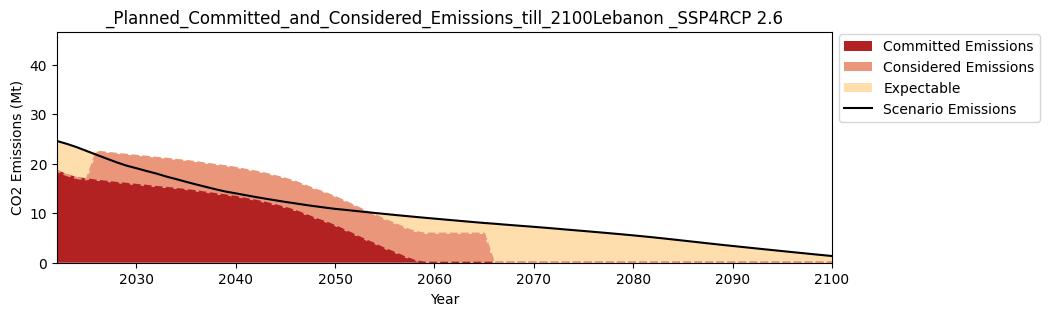 _Planned_Committed_and_Considered_Emissions_till_2100Lebanon _SSP4RCP 2.6
CO2 Emissions (Mt)
40
30
20
10
0
2030 2040 2050 2060 2070 2080 2090 2100
Year
Committed Emissions
Considered Emissions
Expectable
Scenario Emissions